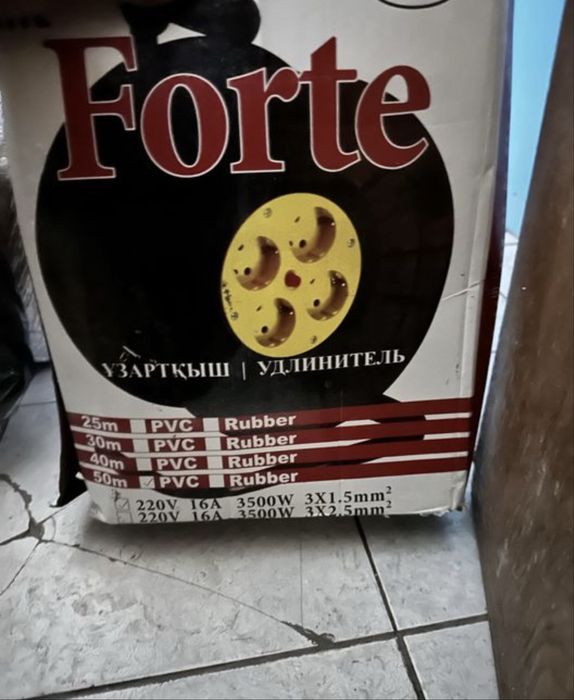 Forte
ҰЗАРТҚЫШ | УДЛИНИТЕЛЬ
25m PVC Rubber
30m PVC Rubber
40m PVC Rubber
50m PVC Rubber
220V 16A 3500W 3X1.5mm²
220V 16A 3500W 3X2.5mm²